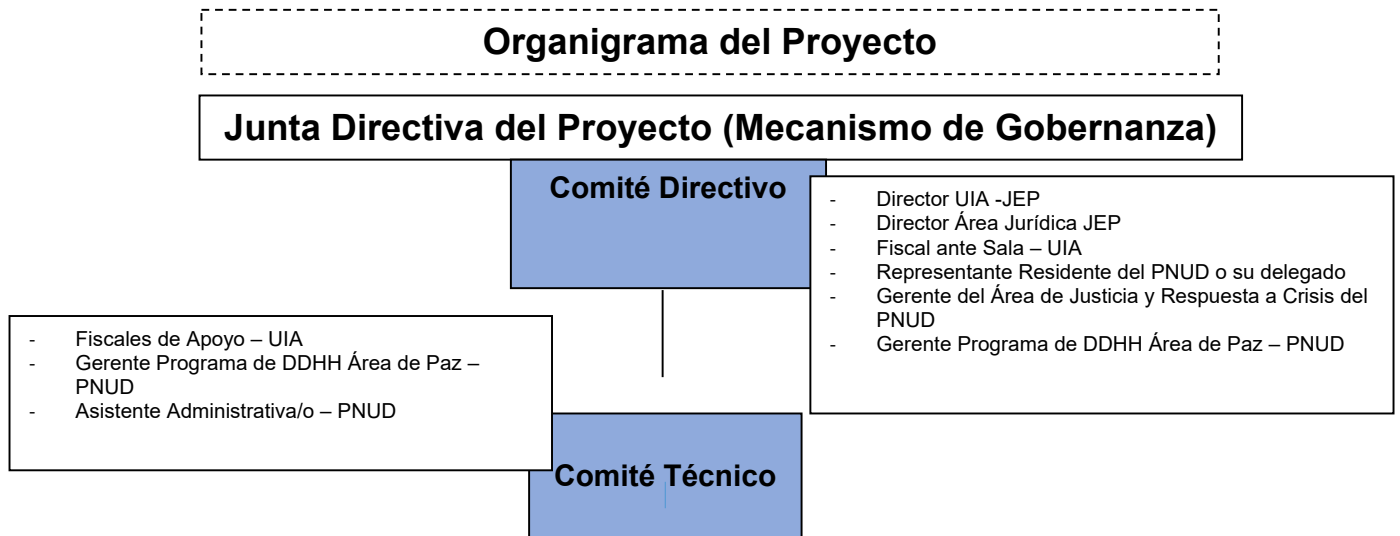 Organigrama del Proyecto
Junta Directiva del Proyecto (Mecanismo de Gobernanza)
Comité Directivo
- Director UIA -JEP
- Director Área Jurídica JEP
- Fiscal ante Sala – UIA
- Representante Residente del PNUD o su delegado
- Gerente del Área de Justicia y Respuesta a Crisis del
PNUD
- Gerente Programa de DDHH Área de Paz – PNUD
- Fiscales de Apoyo – UIA
- Gerente Programa de DDHH Área de Paz –
PNUD
- Asistente Administrativa/o – PNUD
Comité Técnico